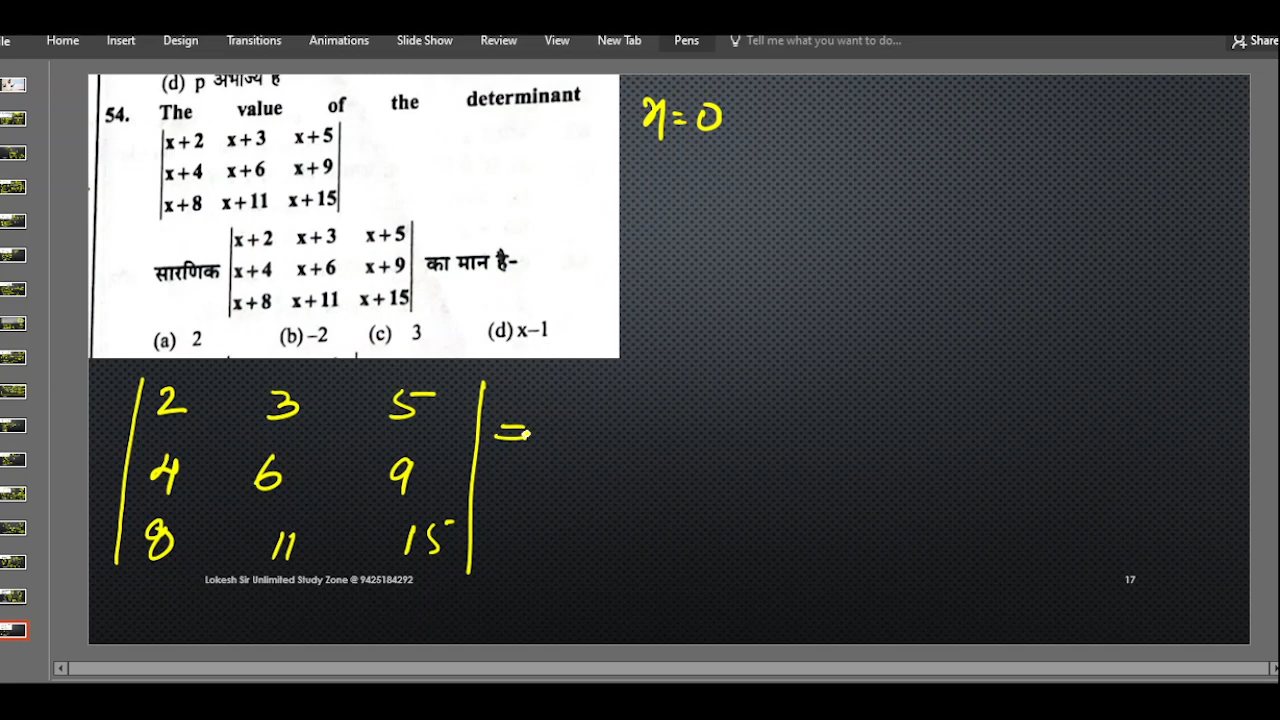 le Home Insert Design Transitions Animations Slide Show Review View New Tab Pens Tell me what you want to do... Share
(d) p अभाज्य है
54. The value of the determinant
x+2 x+3 x+5
x+4 x+6 x+9
x+8 x+11 x+15
x+2 x+3 x+5
सारणिक x+4 x+6 x+9 का मान है-
x+8 x+11 x+15
(a) 2 (b) –2 (c) 3 (d) x–1
x = 0
2 3 5 =
4 6 9
8 11 15
Lokesh Sir Unlimited Study Zone @ 9425184292
17